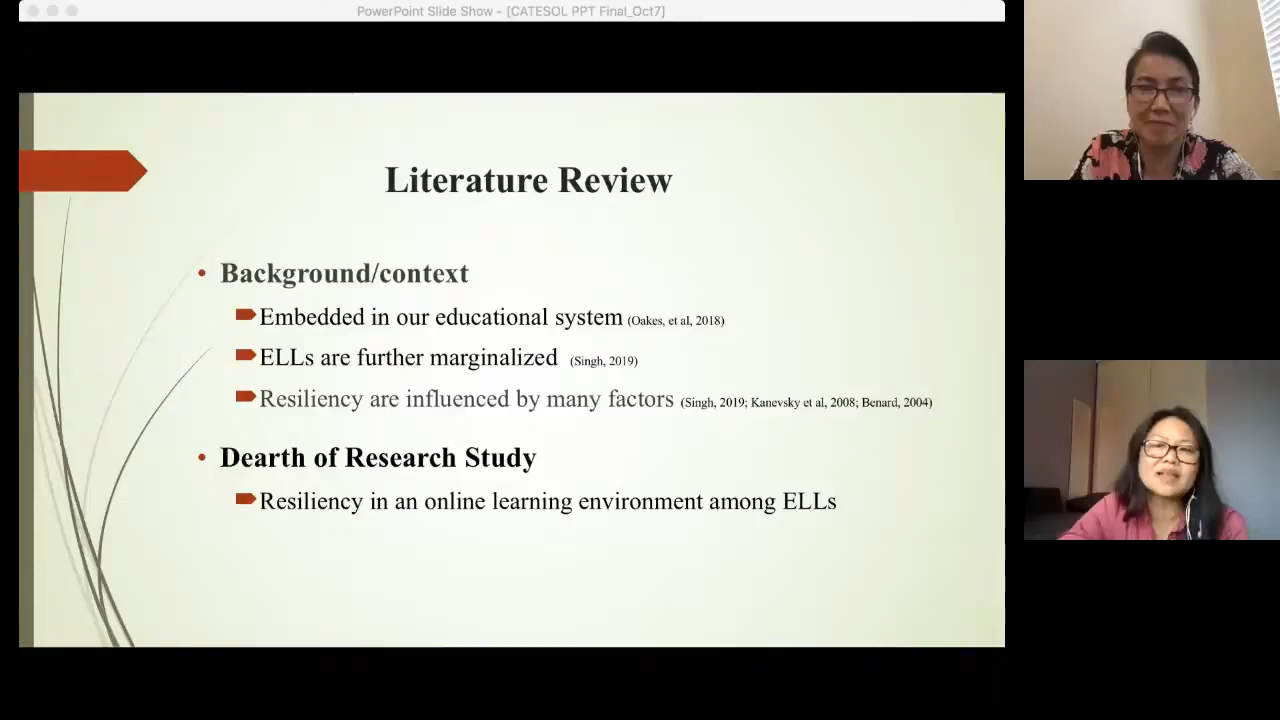 PowerPoint Slide Show - [CATESOL PPT Final_Oct7]
Literature Review
• Background/context
Embedded in our educational system (Oakes, et al, 2018)
ELLs are further marginalized (Singh, 2019)
Resiliency are influenced by many factors (Singh, 2019; Kanevsky et al, 2008; Benard, 2004)
• Dearth of Research Study
Resiliency in an online learning environment among ELLs